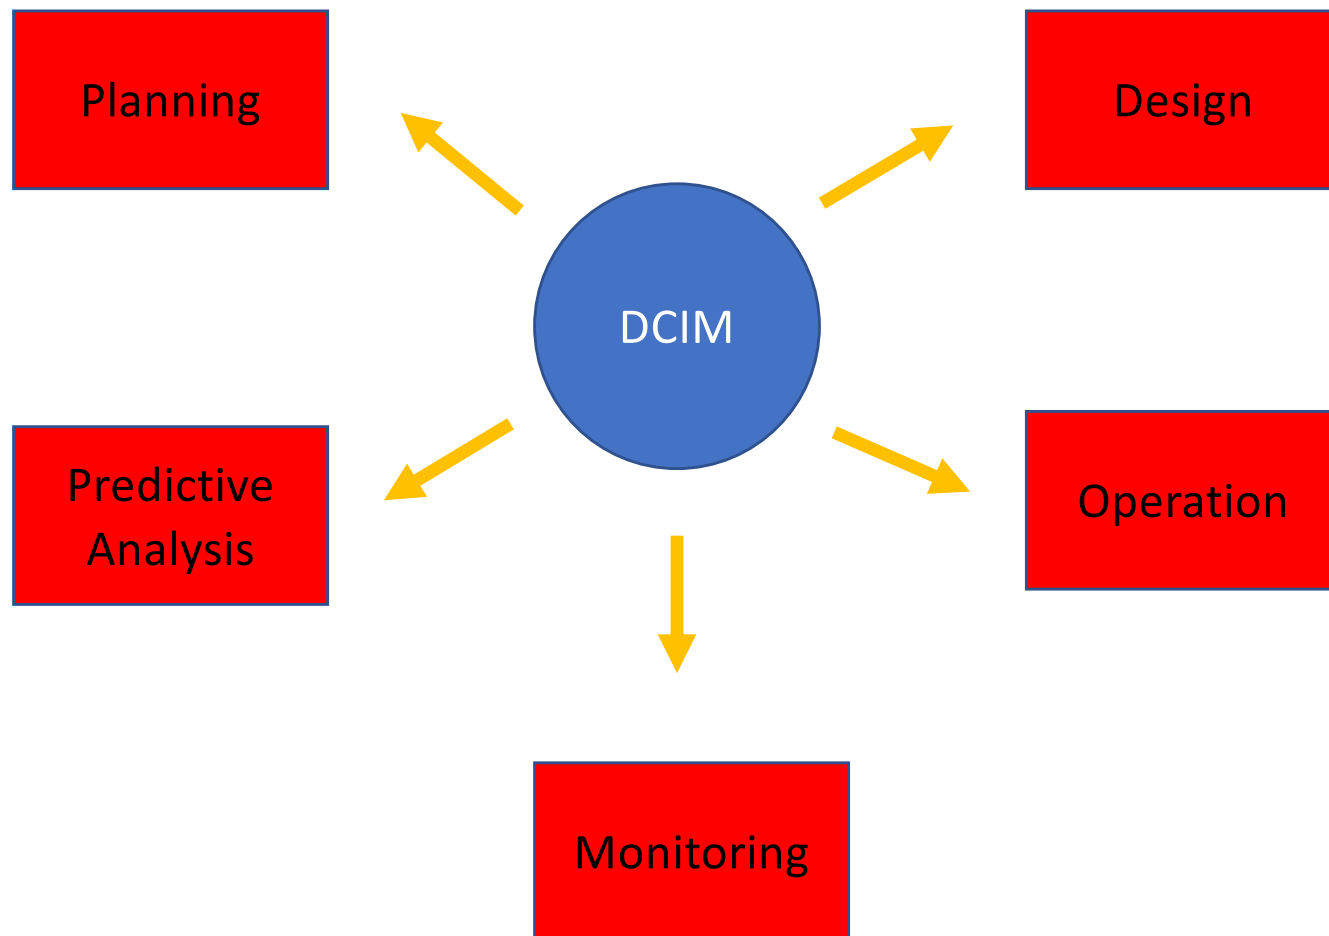 Planning
Design
DCIM
Predictive
Analysis
Operation
Monitoring